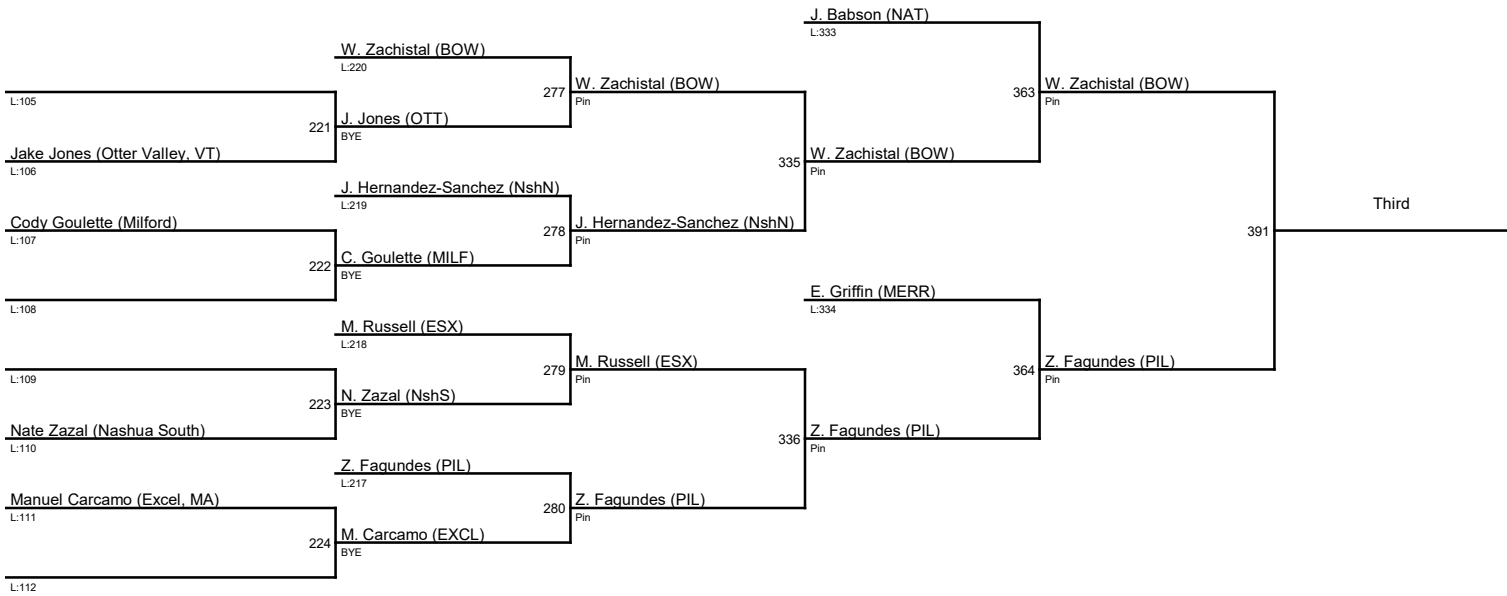 J. Babson (NAT)
L:333
W. Zachistal (BOW)
L:220
277
W. Zachistal (BOW)
Pin
363
W. Zachistal (BOW)
Pin
L:105
221
J. Jones (OTT)
BYE
Jake Jones (Otter Valley, VT)
L:106
335
W. Zachistal (BOW)
Pin
J. Hernandez-Sanchez (NshN)
L:219
Third
Cody Goulette (Milford)
L:107
278
J. Hernandez-Sanchez (NshN)
Pin
391
222
C. Goulette (MILF)
BYE
L:108
E. Griffin (MERR)
L:334
M. Russell (ESX)
L:218
L:109
279
M. Russell (ESX)
Pin
364
Z. Fagundes (PIL)
Pin
223
N. Zazal (NshS)
BYE
Nate Zazal (Nashua South)
L:110
336
Z. Fagundes (PIL)
Pin
Z. Fagundes (PIL)
L:217
Manuel Carcamo (Excel, MA)
L:111
280
Z. Fagundes (PIL)
Pin
224
M. Carcamo (EXCL)
BYE
L:112